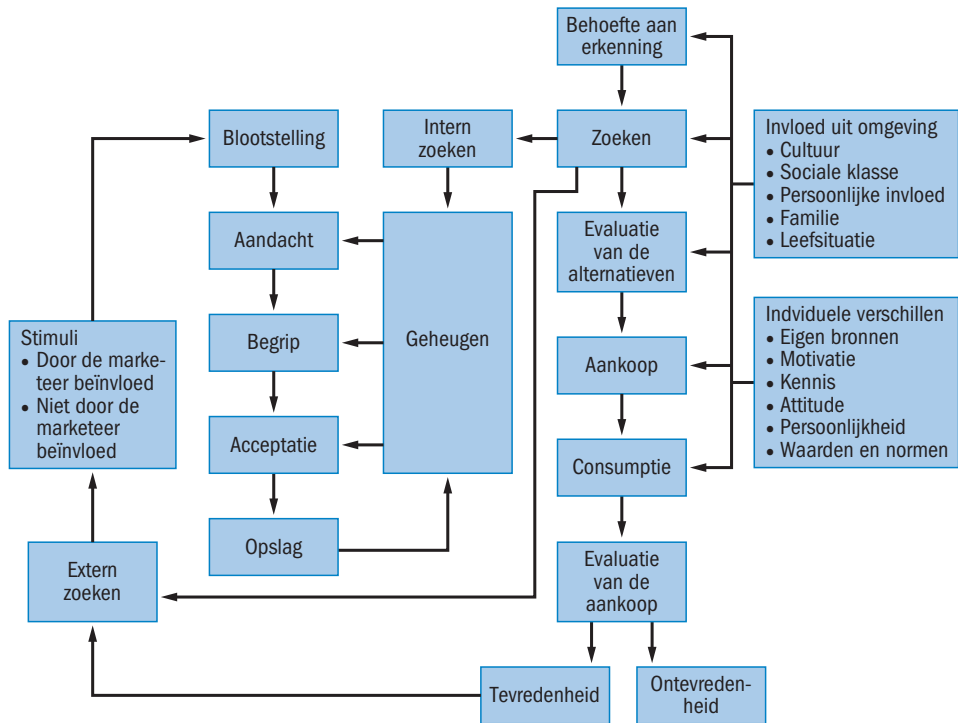 Behoefte aan
erkenning
Blootstelling
Intern
zoeken
Zoeken
Invloed uit omgeving
• Cultuur
• Sociale klasse
• Persoonlijke invloed
• Familie
• Leefsituatie
Aandacht
Evaluatie
van de
alternatieven
Stimuli
• Door de marke-
teer beïnvloed
• Niet door de
marketeer
beïnvloed
Begrip
Geheugen
Aankoop
Indviduele verschillen
• Eigen bronnen
• Motivatie
• Kennis
• Attitude
• Persoonlijkheid
• Waarden en normen
Acceptatie
Consumptie
Opslag
Extern
zoeken
Evaluatie
van de
aankoop
Tevredenheid
Ontevreden-
heid